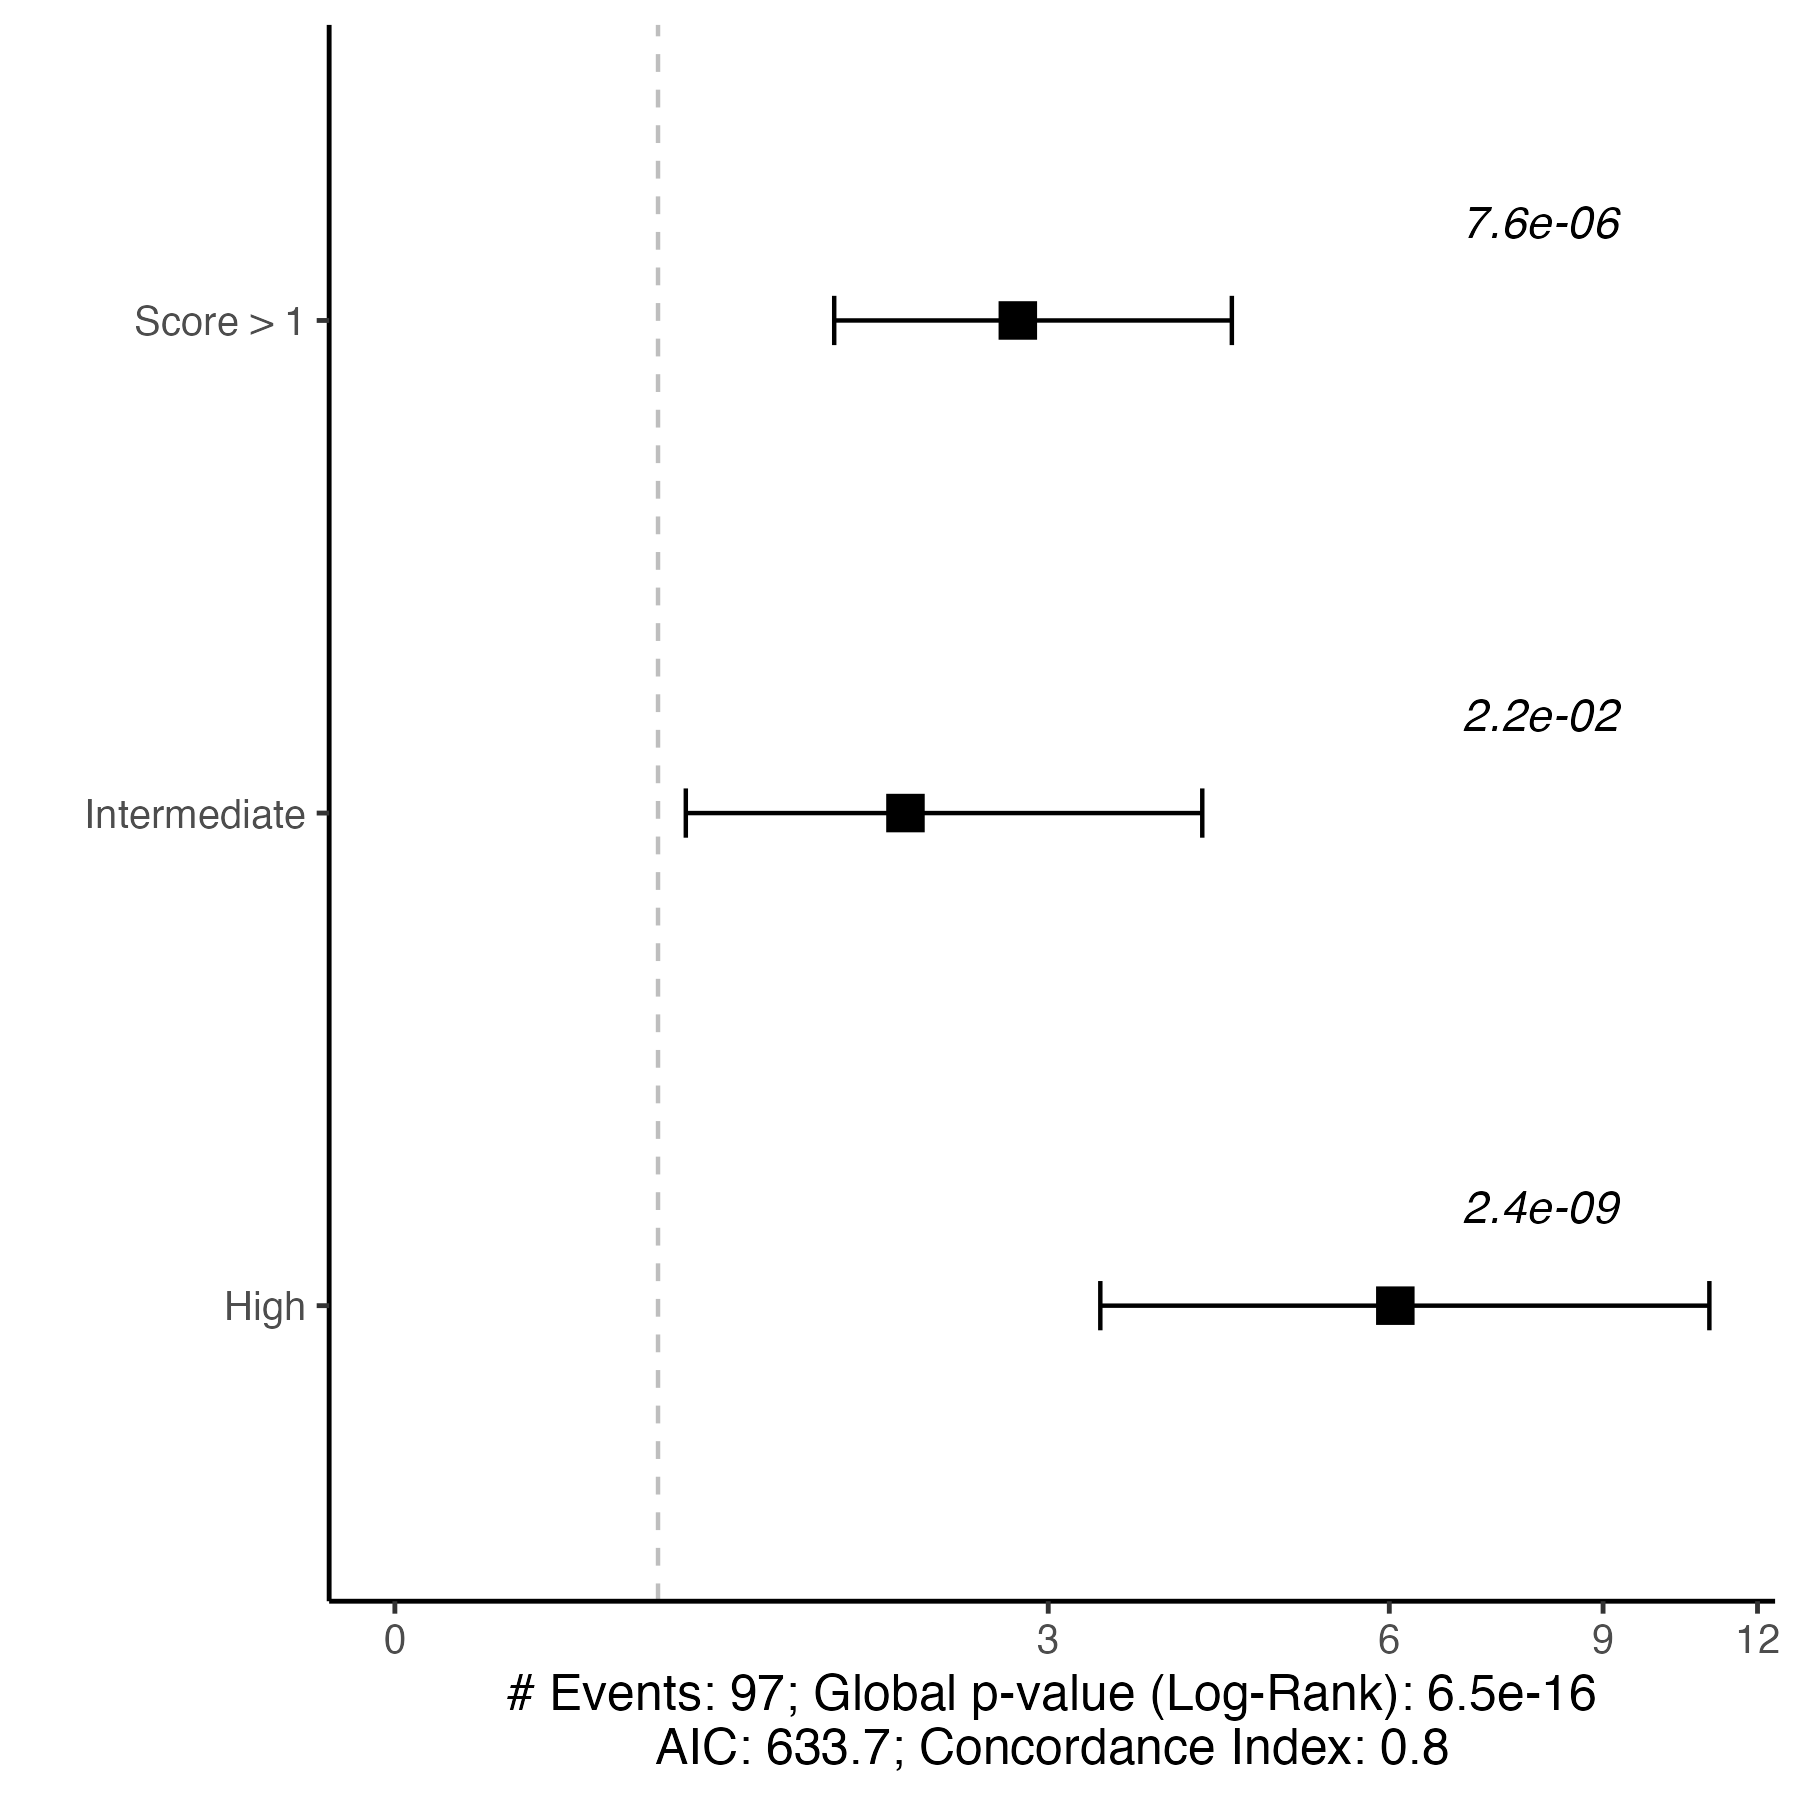 7.6e-06
Score > 1
2.2e-02
Intermediate
2.4e-09
High
0 3 6 9 12
# Events: 97; Global p-value (Log-Rank): 6.5e-16
AIC: 633.7; Concordance Index: 0.8